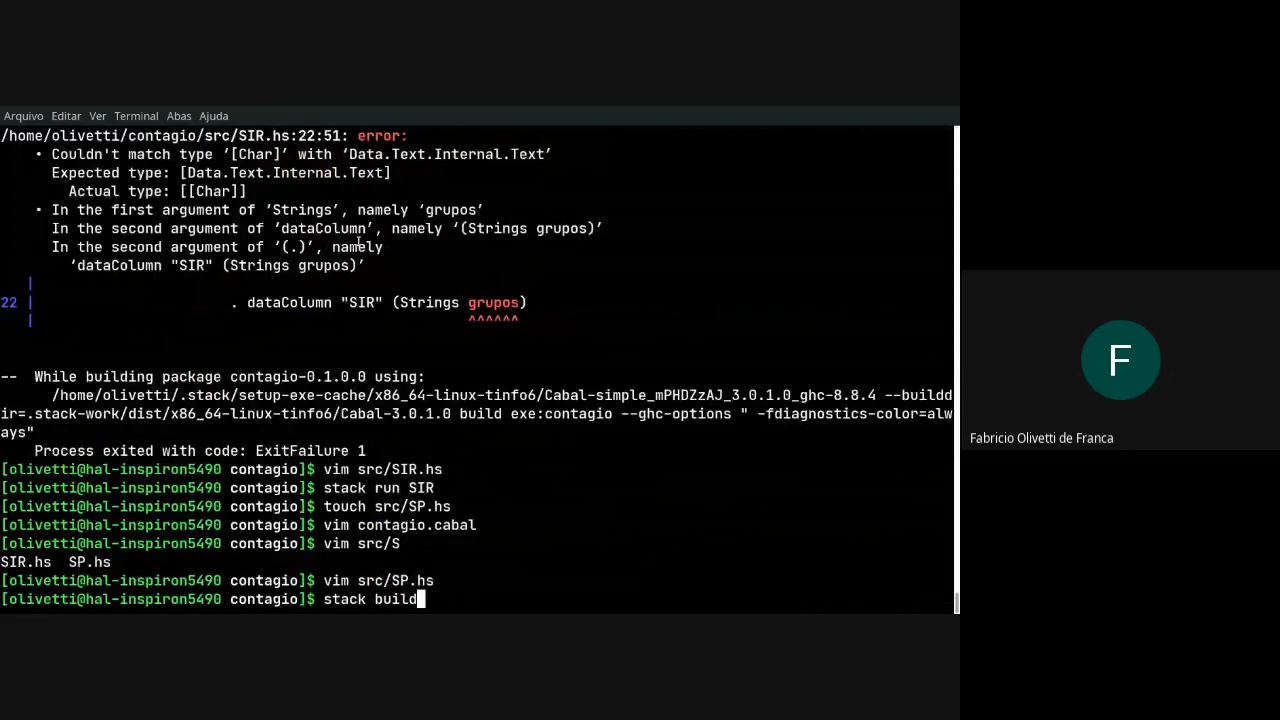 Arquivo Editar Ver Terminal Abas Ajuda
/home/olivetti/contagio/src/SIR.hs:22:51: error:
• Couldn't match type ‘[Char]’ with ‘Data.Text.Internal.Text’
Expected type: [Data.Text.Internal.Text]
Actual type: [[Char]]
• In the first argument of ‘Strings’, namely ‘grupos’
In the second argument of ‘dataColumn’, namely ‘(Strings grupos)’
In the second argument of ‘(.)’, namely
‘dataColumn "SIR" (Strings grupos)’
|
22 | . dataColumn "SIR" (Strings grupos)
| ^^^^^^
-- While building package contagio-0.1.0.0 using:
/home/olivetti/.stack/setup-exe-cache/x86_64-linux-tinfo6/Cabal-simple_mPHDZzAJ_3.0.1.0_ghc-8.8.4 --buildd
ir=.stack-work/dist/x86_64-linux-tinfo6/Cabal-3.0.1.0 build exe:contagio --ghc-options " -fdiagnostics-color=alw
ays"
Process exited with code: ExitFailure 1
[olivetti@hal-inspiron5490 contagio]$ vim src/SIR.hs
[olivetti@hal-inspiron5490 contagio]$ stack run SIR
[olivetti@hal-inspiron5490 contagio]$ touch src/SP.hs
[olivetti@hal-inspiron5490 contagio]$ vim contagio.cabal
[olivetti@hal-inspiron5490 contagio]$ vim src/S
SIR.hs SP.hs
[olivetti@hal-inspiron5490 contagio]$ vim src/SP.hs
[olivetti@hal-inspiron5490 contagio]$ stack build
F
Fabricio Olivetti de Franca